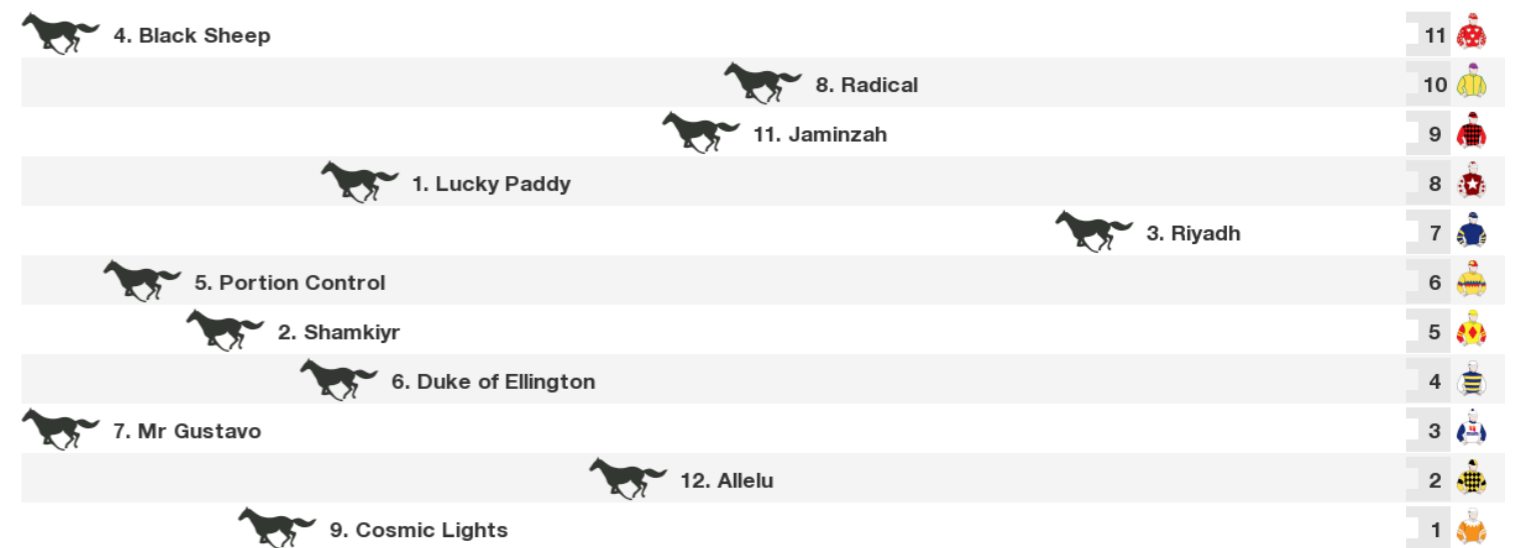 4. Black Sheep 11
8. Radical 10
11. Jaminzah 9
1. Lucky Paddy 8
3. Riyadh 7
5. Portion Control 6
2. Shamkiyr 5
6. Duke of Ellington 4
7. Mr Gustavo 3
12. Allelu 2
9. Cosmic Lights 1